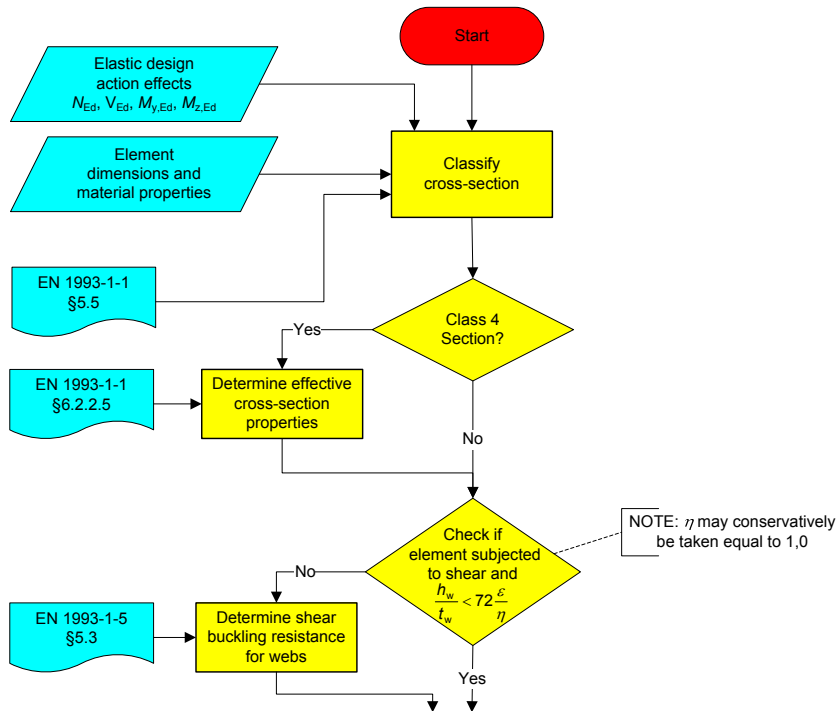 Start
Elastic design
action effects
NEd, VEd, My,Ed, Mz,Ed
Element
dimensions and
material properties
Classify
cross-section
EN 1993-1-1
§5.5
Class 4
Section?
Yes
EN 1993-1-1
§6.2.2.5
Determine effective
cross-section
properties
No
Check if
element subjected
to shear and
hw/tw < 72 ε/η
NOTE: η may conservatively
be taken equal to 1,0
No
EN 1993-1-5
§5.3
Determine shear
buckling resistance
for webs
Yes